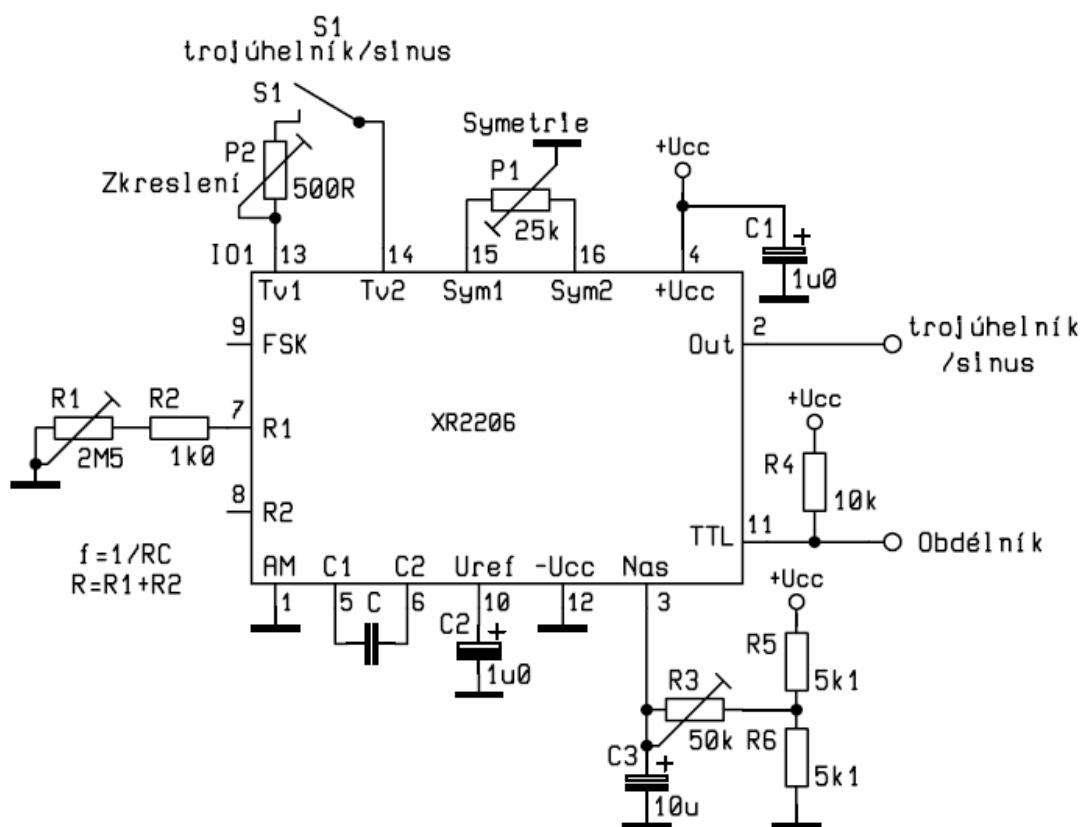 S1
trojúhelník/sinus
S1
P2
Zkreslení
500R
Symetrie
P1
25k
+Ucc
C1
+
1u0
IO1
13
14
15
16
4
Tv1
Tv2
Sym1
Sym2
+Ucc
9
FSK
Out
2
trojúhelník
/sinus
R1
R2
7
R1
2M5
1k0
XR2206
+Ucc
R4
10k
8
R2
TTL
11
Obdélník
f=1/RC
R=R1+R2
AM
C1
C2
Uref
-Ucc
Nas
1
5
C
6
10
12
3
+Ucc
C2
+
1u0
R5
5k1
R3
50k
R6
5k1
C3
+
10u